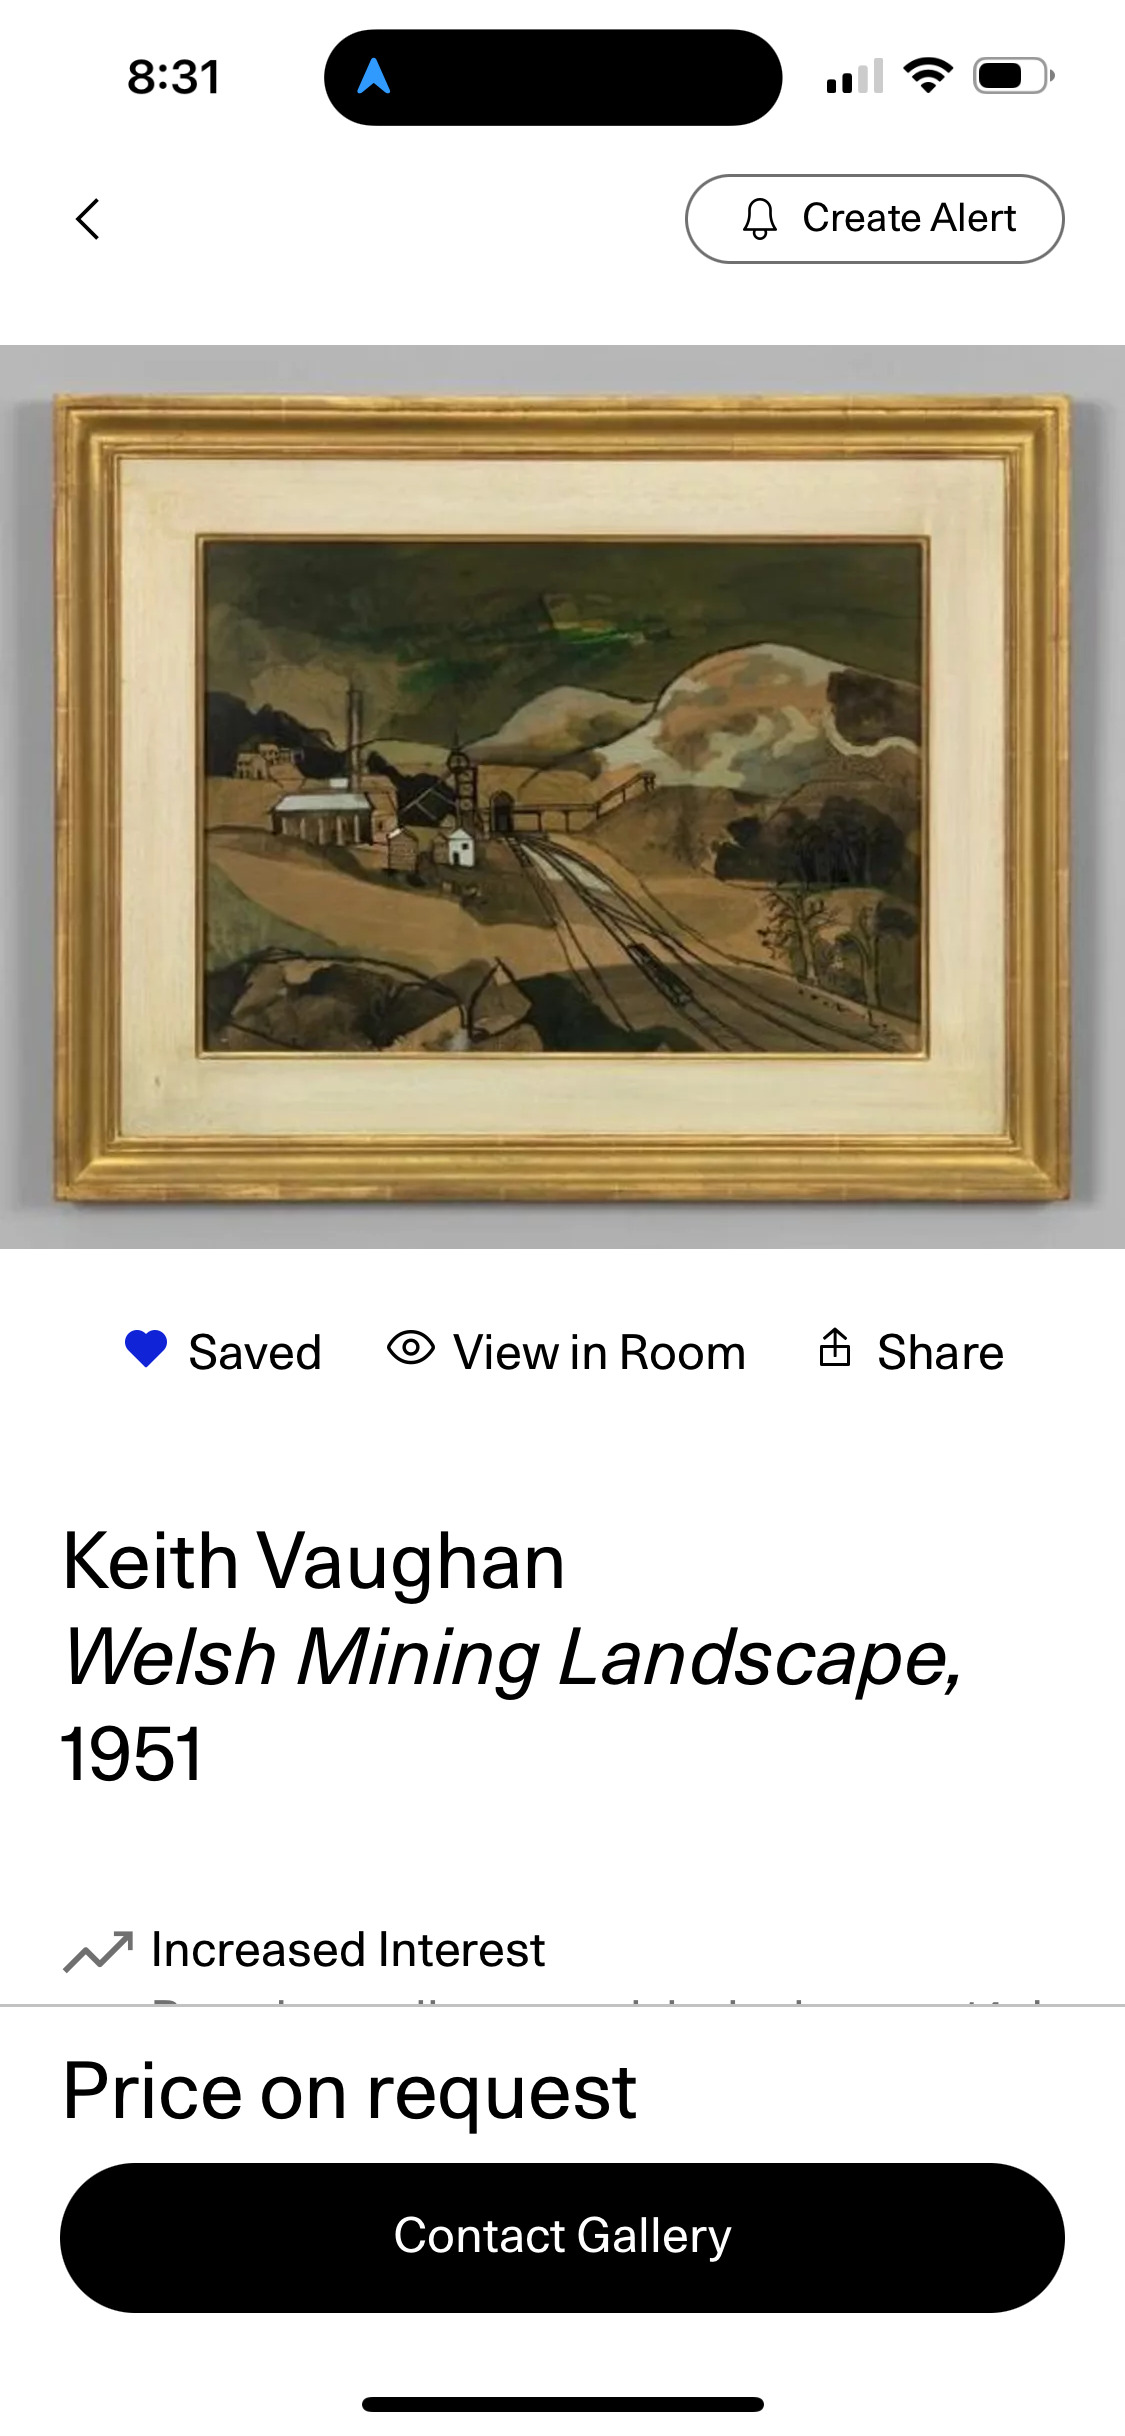 8:31
Create Alert
Saved
View in Room
Share
Keith Vaughan
Welsh Mining Landscape,
1951
Increased Interest
Price on request
Contact Gallery